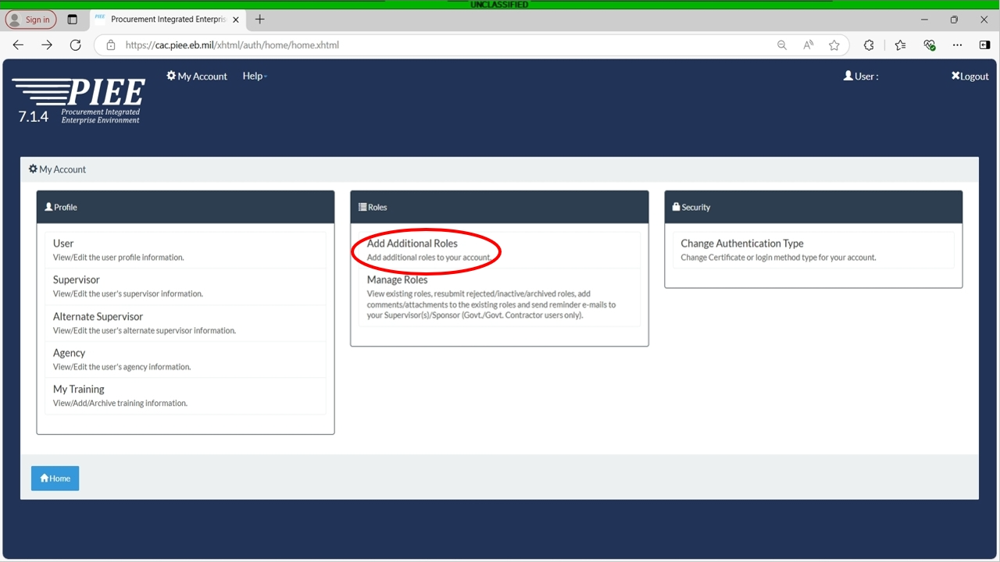 UNCLASSIFIED
Sign in
PIEE
Procurement Integrated Enterpris
https://cac.piee.eb.mil/xhtml/auth/home/home.xhtml
My Account
Help
User :
Logout
PIEE
7.1.4
Procurement Integrated
Enterprise Environment
My Account
Profile
User
View/Edit the user profile information.
Supervisor
View/Edit the user's supervisor information.
Alternate Supervisor
View/Edit the user's alternate supervisor information.
Agency
View/Edit the user's agency information.
My Training
View/Add/Archive training information.
Roles
Add Additional Roles
Add additional roles to your account.
Manage Roles
View existing roles, resubmit rejected/inactive/archived roles, add
comments/attachments to the existing roles and send reminder e-mails to
your Supervisor(s)/Sponsor (Govt./Govt. Contractor users only).
Security
Change Authentication Type
Change Certificate or login method type for your account.
Home